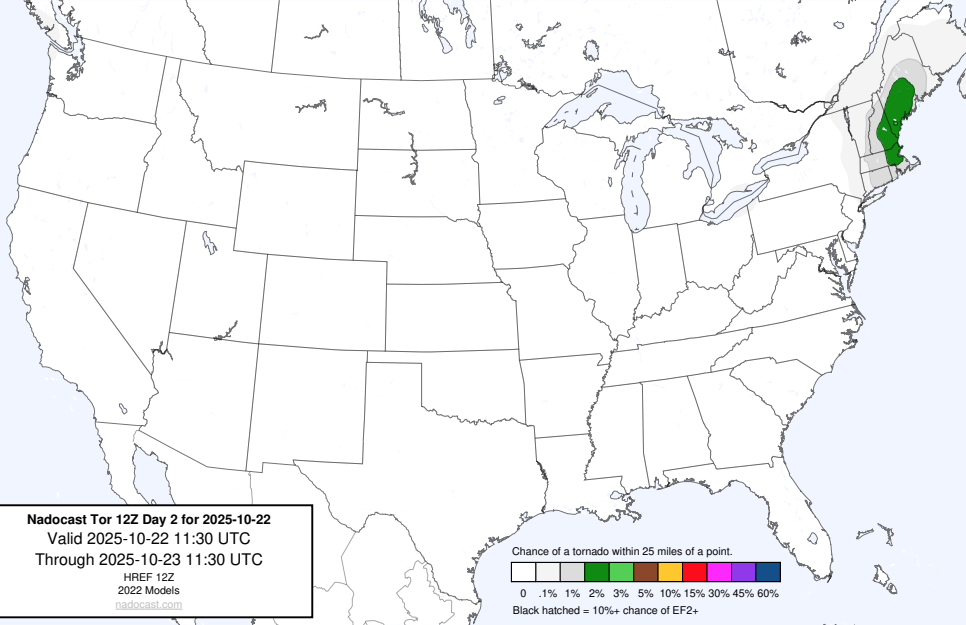 Nadocast Tor 12Z Day 2 for 2025-10-22
Valid 2025-10-22 11:30 UTC
Through 2025-10-23 11:30 UTC
HREF 12Z
2022 Models
nadocast.com
Chance of a tornado within 25 miles of a point.
0 .1% 1% 2% 3% 5% 10% 15% 30% 45% 60%
Black hatched = 10%+ chance of EF2+